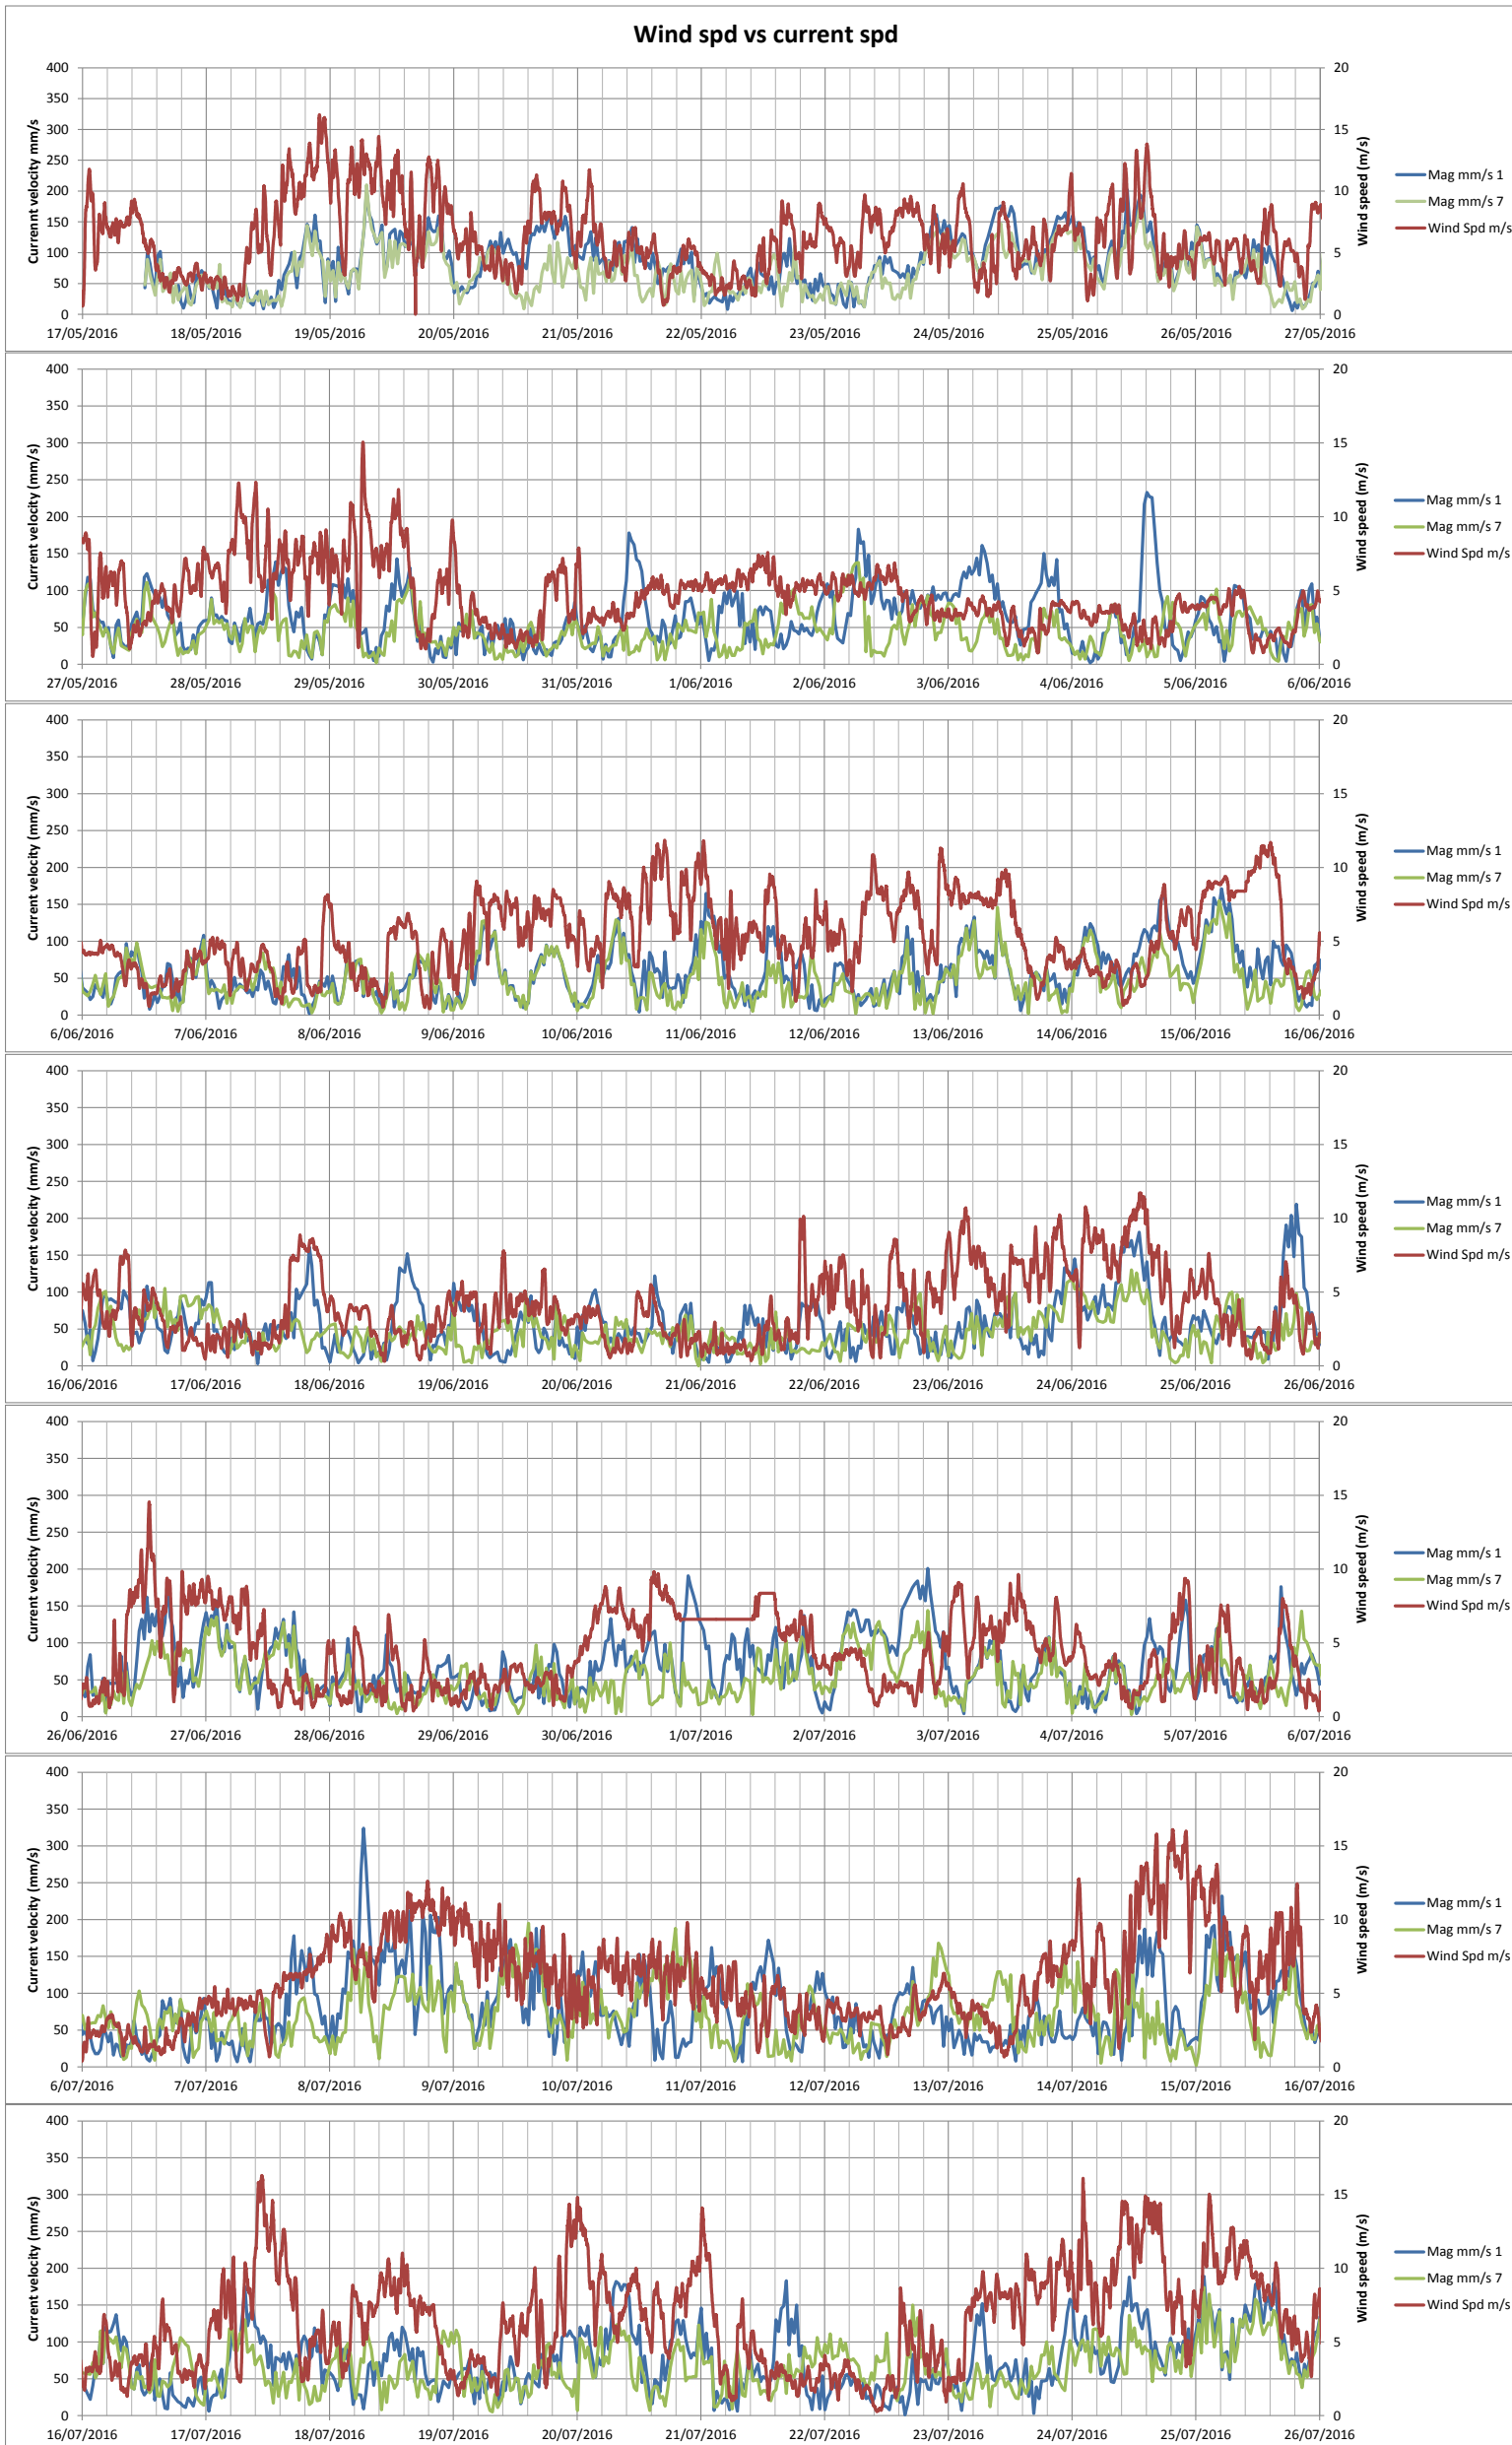 Wind spd vs current spd
400 350 300 250 200 150 100 50 0
Current velocity mm/s
20 15 10 5 0
Wind speed (m/s)
Mag mm/s 1
Mag mm/s 7
Wind Spd m/s
17/05/2016 18/05/2016 19/05/2016 20/05/2016 21/05/2016 22/05/2016 23/05/2016 24/05/2016 25/05/2016 26/05/2016 27/05/2016
400 350 300 250 200 150 100 50 0
Current velocity (mm/s)
20 15 10 5 0
Wind speed (m/s)
Mag mm/s 1
Mag mm/s 7
Wind Spd m/s
27/05/2016 28/05/2016 29/05/2016 30/05/2016 31/05/2016 1/06/2016 2/06/2016 3/06/2016 4/06/2016 5/06/2016 6/06/2016
400 350 300 250 200 150 100 50 0
Current velocity (mm/s)
20 15 10 5 0
Wind speed (m/s)
Mag mm/s 1
Mag mm/s 7
Wind Spd m/s
6/06/2016 7/06/2016 8/06/2016 9/06/2016 10/06/2016 11/06/2016 12/06/2016 13/06/2016 14/06/2016 15/06/2016 16/06/2016
400 350 300 250 200 150 100 50 0
Current velocity (mm/s)
20 15 10 5 0
Wind speed (m/s)
Mag mm/s 1
Mag mm/s 7
Wind Spd m/s
16/06/2016 17/06/2016 18/06/2016 19/06/2016 20/06/2016 21/06/2016 22/06/2016 23/06/2016 24/06/2016 25/06/2016 26/06/2016
400 350 300 250 200 150 100 50 0
Current velocity (mm/s)
20 15 10 5 0
Wind speed (m/s)
Mag mm/s 1
Mag mm/s 7
Wind Spd m/s
26/06/2016 27/06/2016 28/06/2016 29/06/2016 30/06/2016 1/07/2016 2/07/2016 3/07/2016 4/07/2016 5/07/2016 6/07/2016
400 350 300 250 200 150 100 50 0
Current velocity (mm/s)
20 15 10 5 0
Wind speed (m/s)
Mag mm/s 1
Mag mm/s 7
Wind Spd m/s
6/07/2016 7/07/2016 8/07/2016 9/07/2016 10/07/2016 11/07/2016 12/07/2016 13/07/2016 14/07/2016 15/07/2016 16/07/2016
400 350 300 250 200 150 100 50 0
Current velocity (mm/s)
20 15 10 5 0
Wind speed (m/s)
Mag mm/s 1
Mag mm/s 7
Wind Spd m/s
16/07/2016 17/07/2016 18/07/2016 19/07/2016 20/07/2016 21/07/2016 22/07/2016 23/07/2016 24/07/2016 25/07/2016 26/07/2016